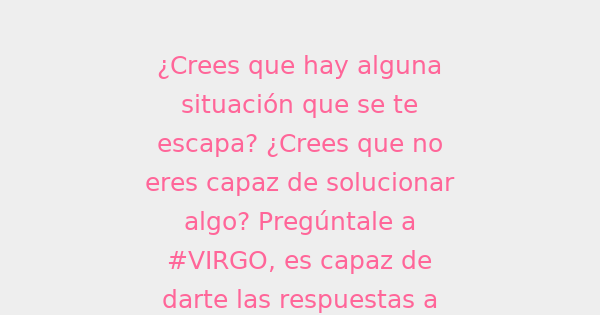 ¿Crees que hay alguna
situación que se te
escapa? ¿Crees que no
eres capaz de solucionar
algo? Pregúntale a
#VIRGO, es capaz de
darte las respuestas a